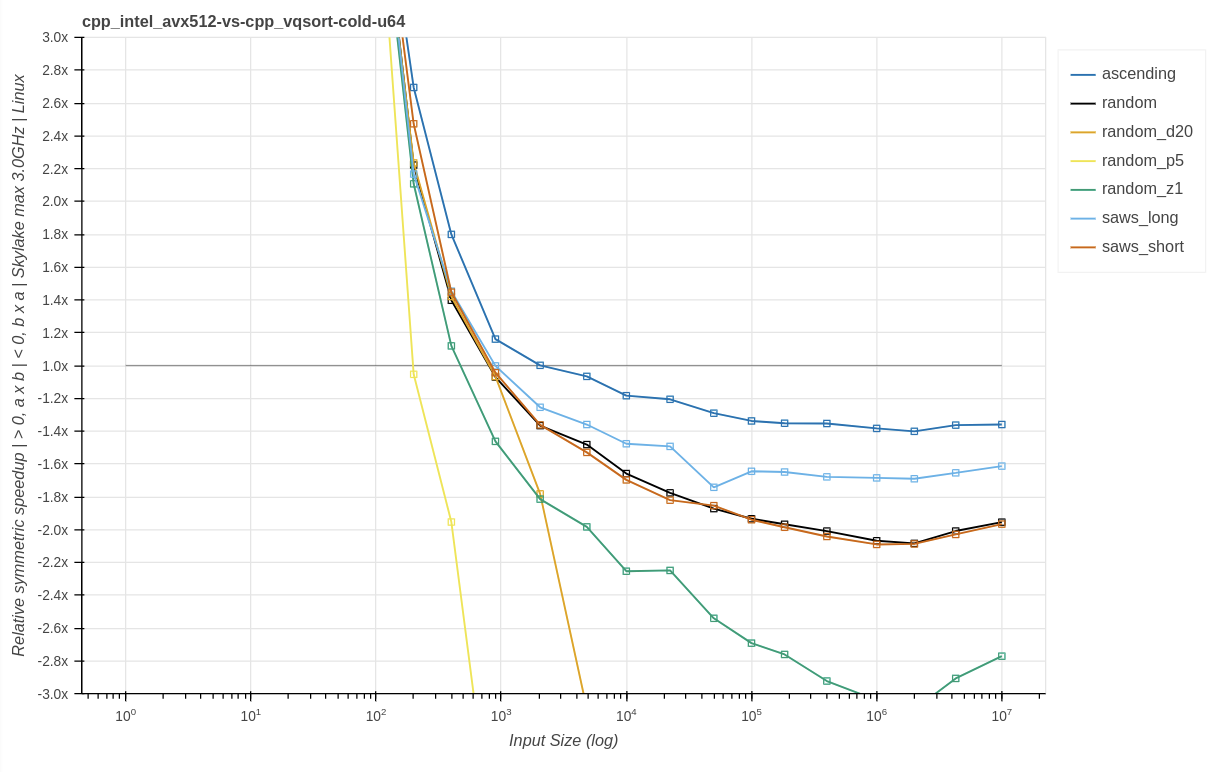 cpp_intel_avx512-vs-cpp_vqsort-cold-u64
3.0x
2.8x
2.6x
2.4x
2.2x
2.0x
1.8x
1.6x
1.4x
1.2x
1.0x
-1.2x
-1.4x
-1.6x
-1.8x
-2.0x
-2.2x
-2.4x
-2.6x
-2.8x
-3.0x
Relative symmetric speedup | > 0, a x b | < 0, b x a | Skylake max 3.0GHz | Linux
10⁰ 10¹ 10² 10³ 10⁴ 10⁵ 10⁶ 10⁷
Input Size (log)
ascending
random
random_d20
random_p5
random_z1
saws_long
saws_short